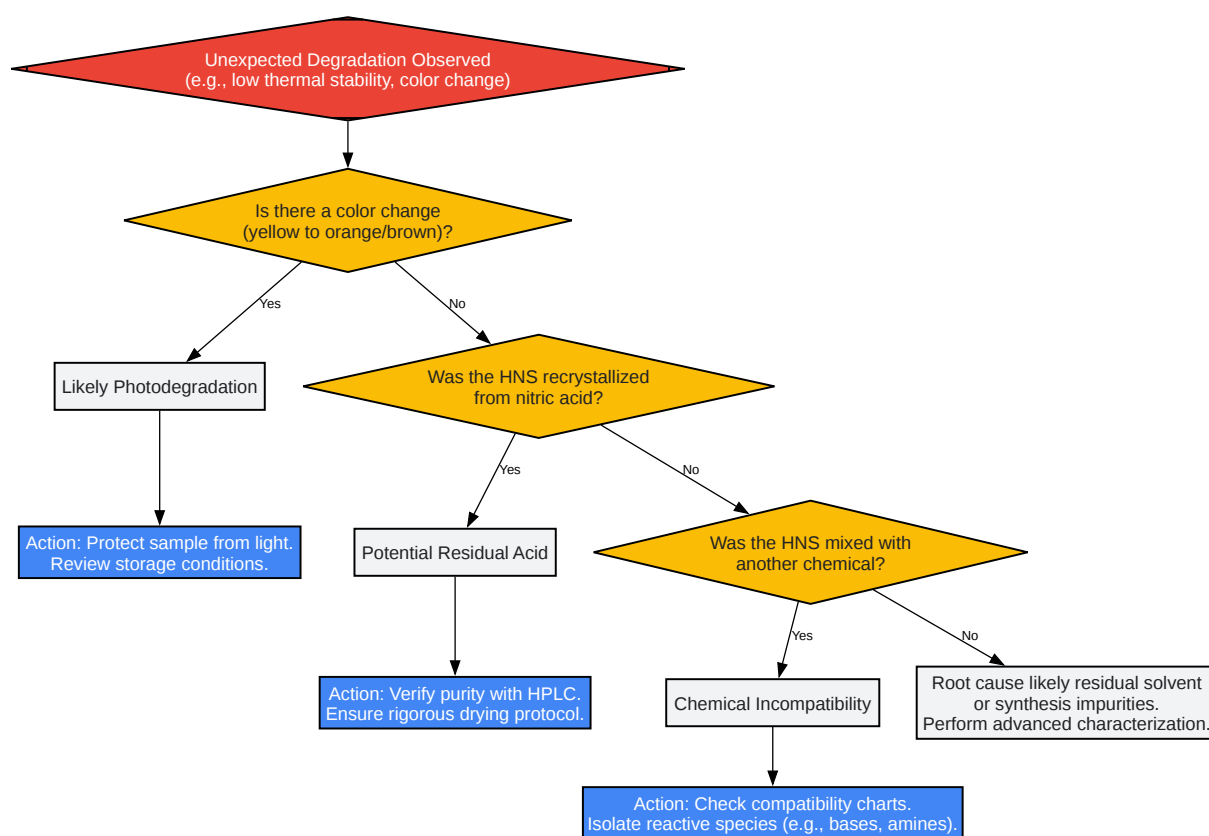 Unexpected Degradation Observed
(e.g., low thermal stability, color change)
Is there a color change
(yellow to orange/brown)?
Yes
No
Likely Photodegradation
Was the HNS recrystallized
from nitric acid?
Yes
No
Action: Protect sample from light.
Review storage conditions.
Potential Residual Acid
Was the HNS mixed with
another chemical?
Yes
No
Action: Verify purity with HPLC.
Ensure rigorous drying protocol.
Chemical Incompatibility
Root cause likely residual solvent
or synthesis impurities.
Perform advanced characterization.
Action: Check compatibility charts.
Isolate reactive species (e.g., bases, amines).